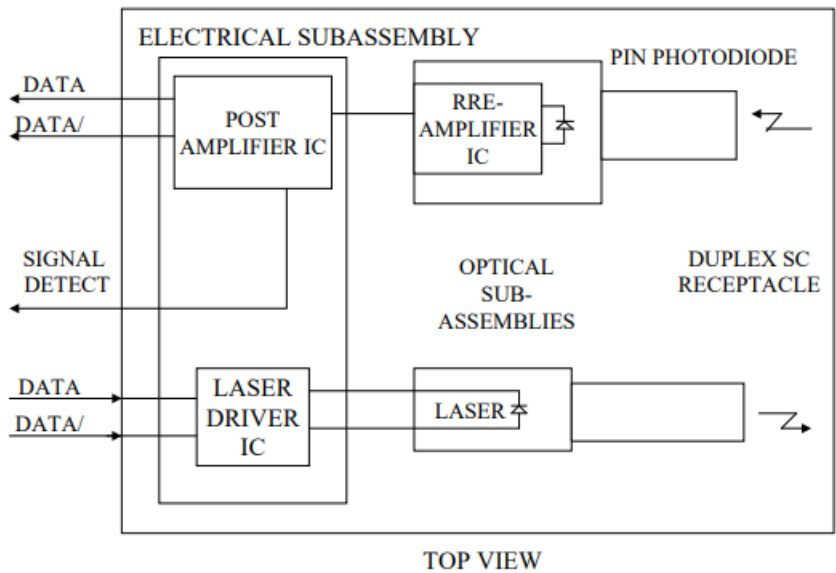 ELECTRICAL SUBASSEMBLY
DATA
DATA/
POST
AMPLIFIER IC
RRE-
AMPLIFIER
IC
PIN PHOTODIODE
SIGNAL
DETECT
OPTICAL
SUB-
ASSEMBLIES
DUPLEX SC
RECEPTACLE
DATA
DATA/
LASER
DRIVER
IC
LASER
TOP VIEW